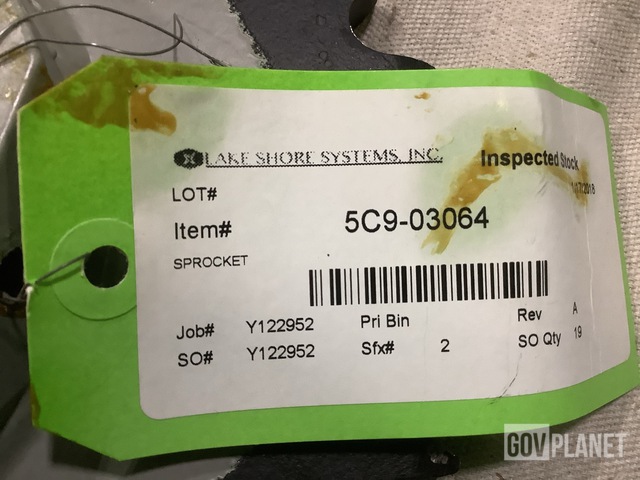 LAKE SHORE SYSTEMS, INC.
Inspected Stock
LOT#
Item# 5C9-03064
SPROCKET
Job# Y122952 Pri Bin Rev A
SO# Y122952 Sfx# 2 SO Qty 19
GOVPLANET